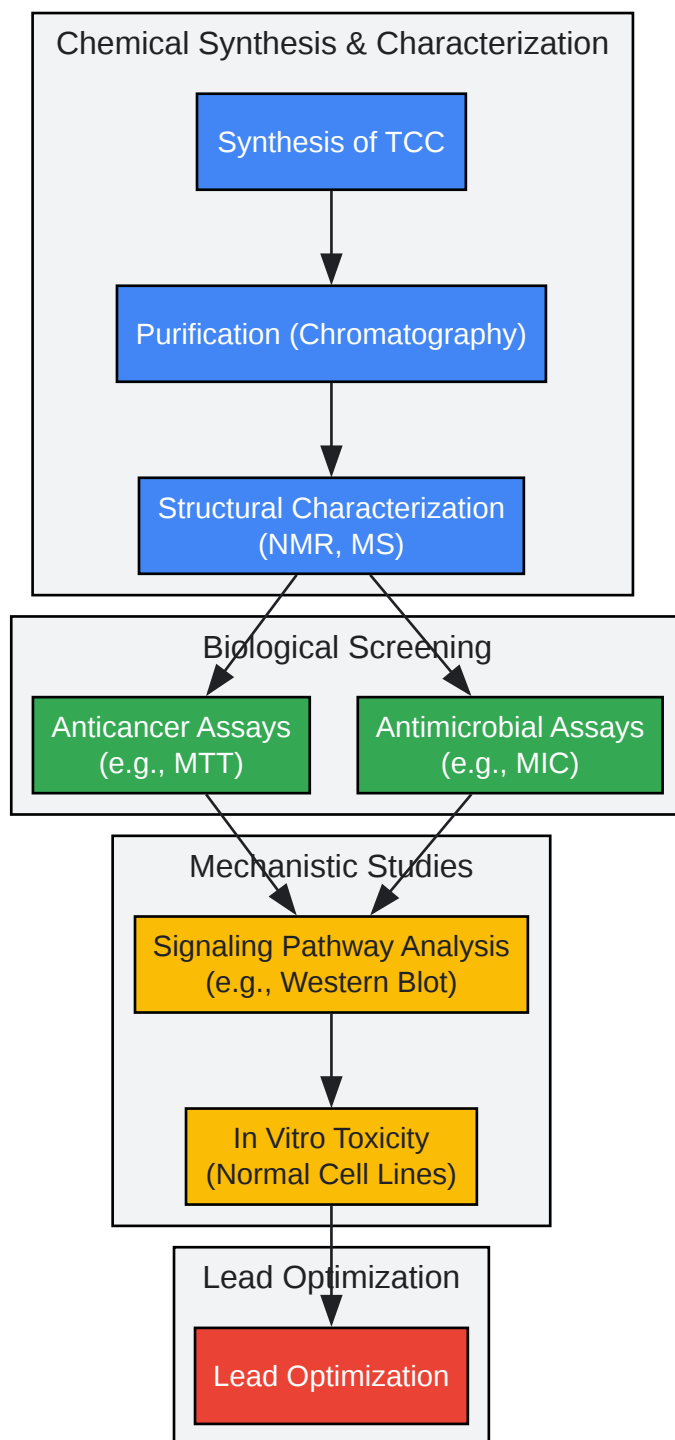 Chemical Synthesis & Characterization
Synthesis of TCC
Purification (Chromatography)
Structural Characterization
(NMR, MS)
Biological Screening
Anticancer Assays
(e.g., MTT)
Antimicrobial Assays
(e.g., MIC)
Mechanistic Studies
Signaling Pathway Analysis
(e.g., Western Blot)
In Vitro Toxicity
(Normal Cell Lines)
Lead Optimization
Lead Optimization